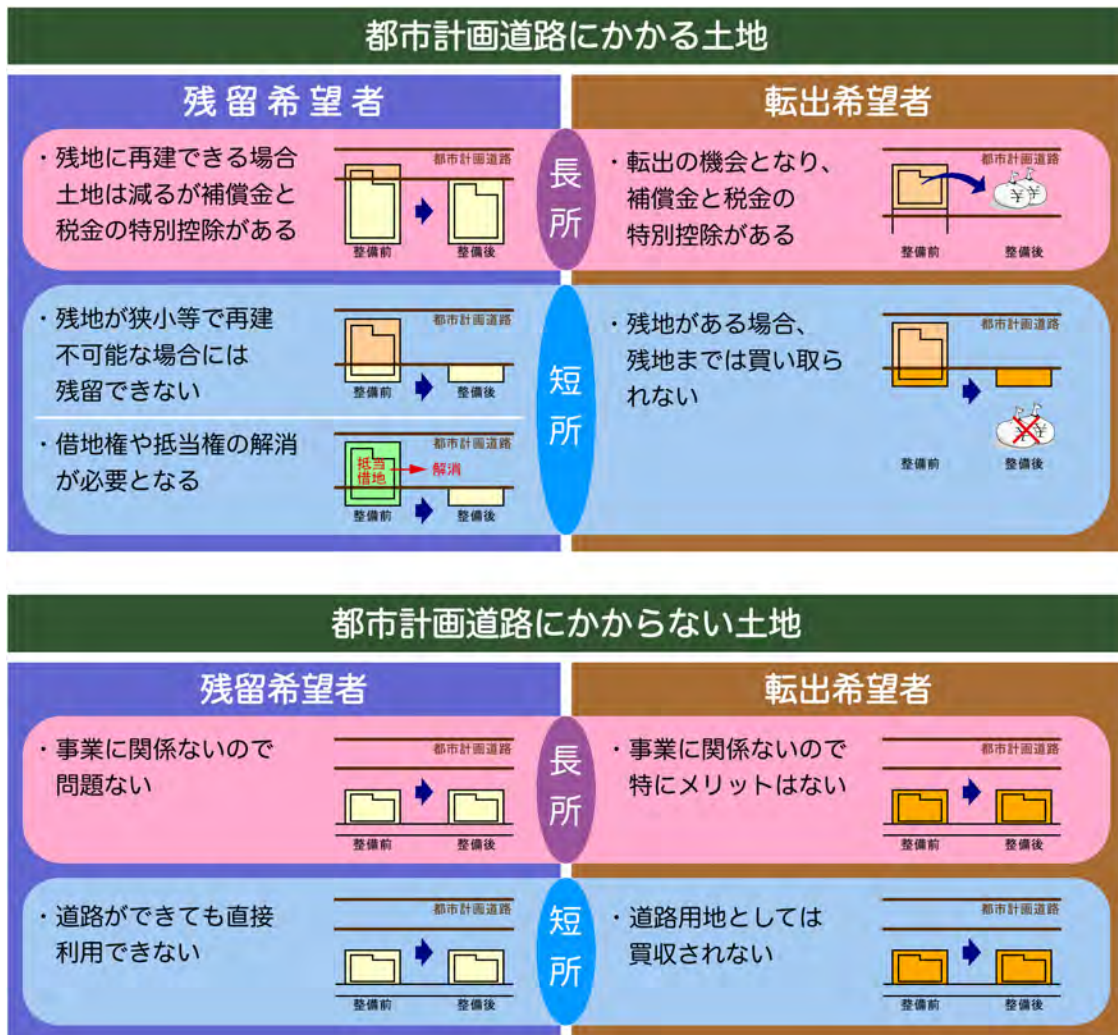 都市計画道路にかかる土地
残留希望者
転出希望者
長所
・残地に再建できる場合
土地は減るが補償金と
税金の特別控除がある
都市計画道路
整備前
整備後
・転出の機会となり、
補償金と税金の
特別控除がある
都市計画道路
¥ ¥
整備前
整備後
短所
・残地が狭小等で再建
不可能な場合には
残留できない
都市計画道路
整備前
整備後
・借地権や抵当権の解消
が必要となる
都市計画道路
抵当
借地
解消
整備前
整備後
・残地がある場合、
残地までは買い取ら
れない
都市計画道路
¥ ¥
整備前
整備後
都市計画道路にかからない土地
残留希望者
転出希望者
長所
・事業に関係ないので
問題ない
都市計画道路
整備前
整備後
・事業に関係ないので
特にメリットはない
都市計画道路
整備前
整備後
短所
・道路ができても直接
利用できない
都市計画道路
整備前
整備後
・道路用地としては
買収されない
都市計画道路
整備前
整備後